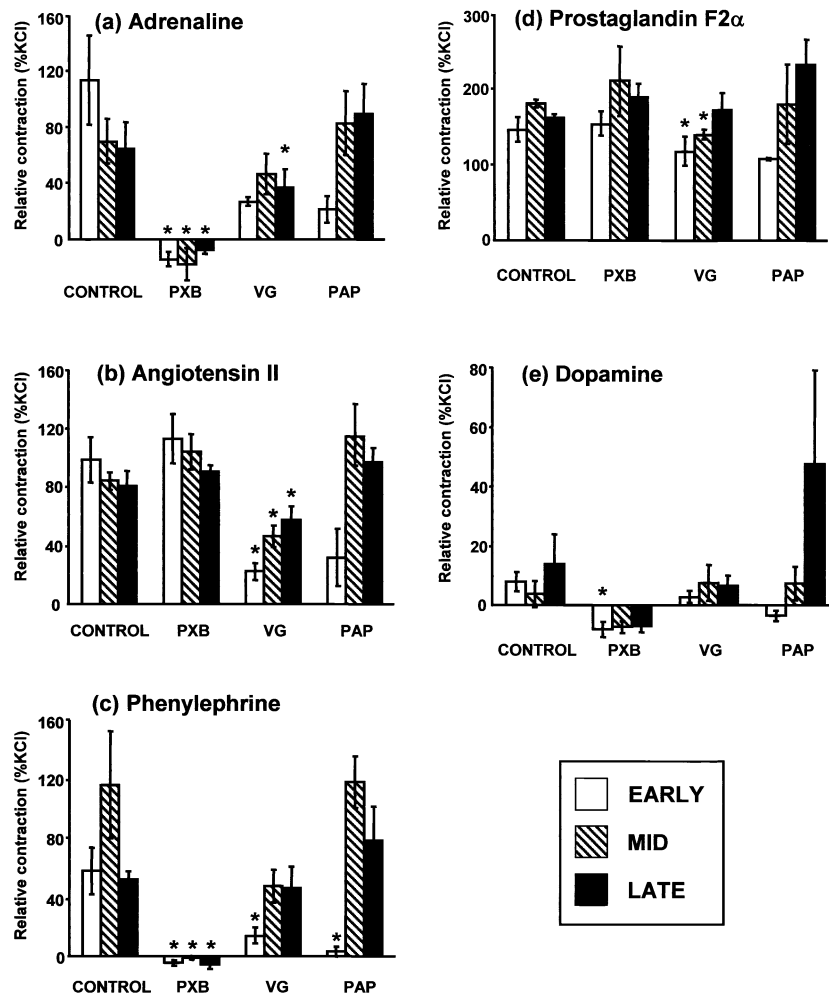 (a) Adrenaline
Relative contraction (%KCl)
160
120
80
40
0
* * *
*
CONTROL PXB VG PAP
(b) Angiotensin II
Relative contraction (%KCl)
160
120
80
40
0
* * *
CONTROL PXB VG PAP
(c) Phenylephrine
Relative contraction (%KCl)
160
120
80
40
0
* * *
*
*
CONTROL PXB VG PAP
(d) Prostaglandin F2α
Relative contraction (%KCl)
300
200
100
0
* *
CONTROL PXB VG PAP
(e) Dopamine
Relative contraction (%KCl)
80
60
40
20
0
*
CONTROL PXB VG PAP
EARLY
MID
LATE